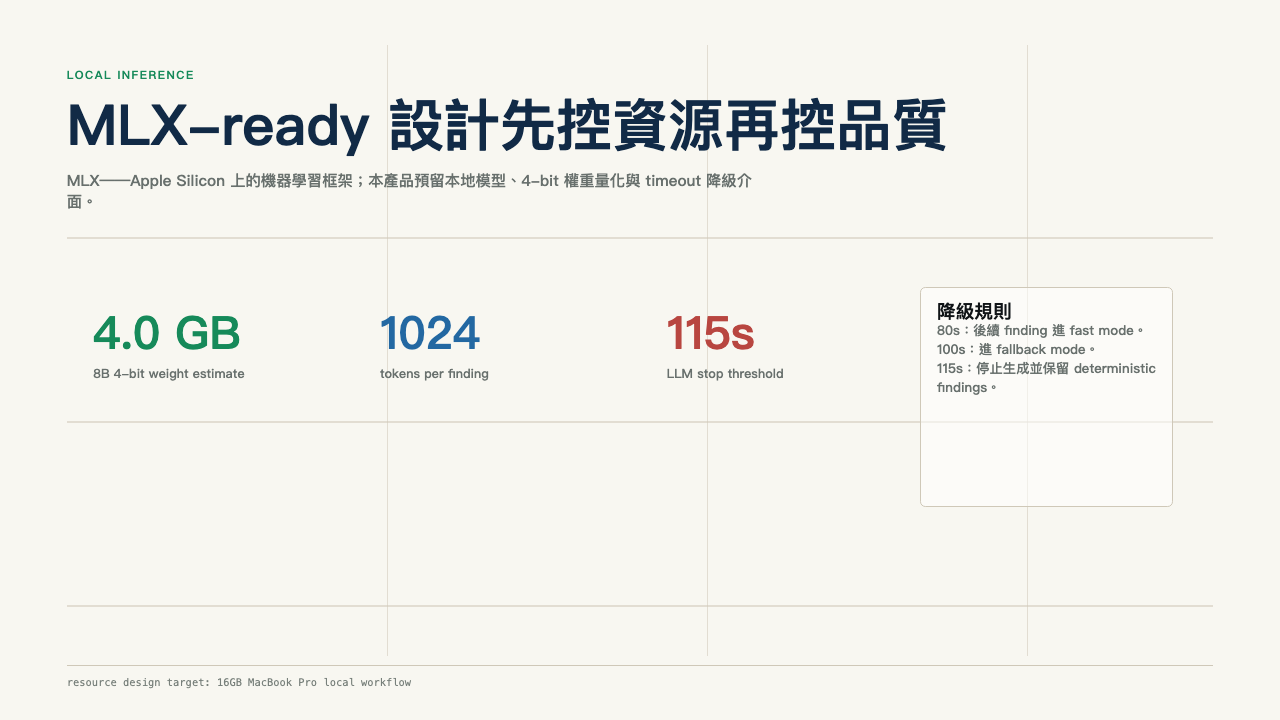 LOCAL INFERENCE
MLX–ready 設計先控資源再控品質
MLX——Apple Silicon 上的機器學習框架；本產品預留本地模型、4–bit 權重量化與 timeout 降級介
面。
4.0 GB
8B 4–bit weight estimate
1024
tokens per finding
115s
LLM stop threshold
降級規則
80s：後續 finding 進 fast mode。
100s：進 fallback mode。
115s：停止生成並保留 deterministic
findings。
resource design target: 16GB MacBook Pro local workflow